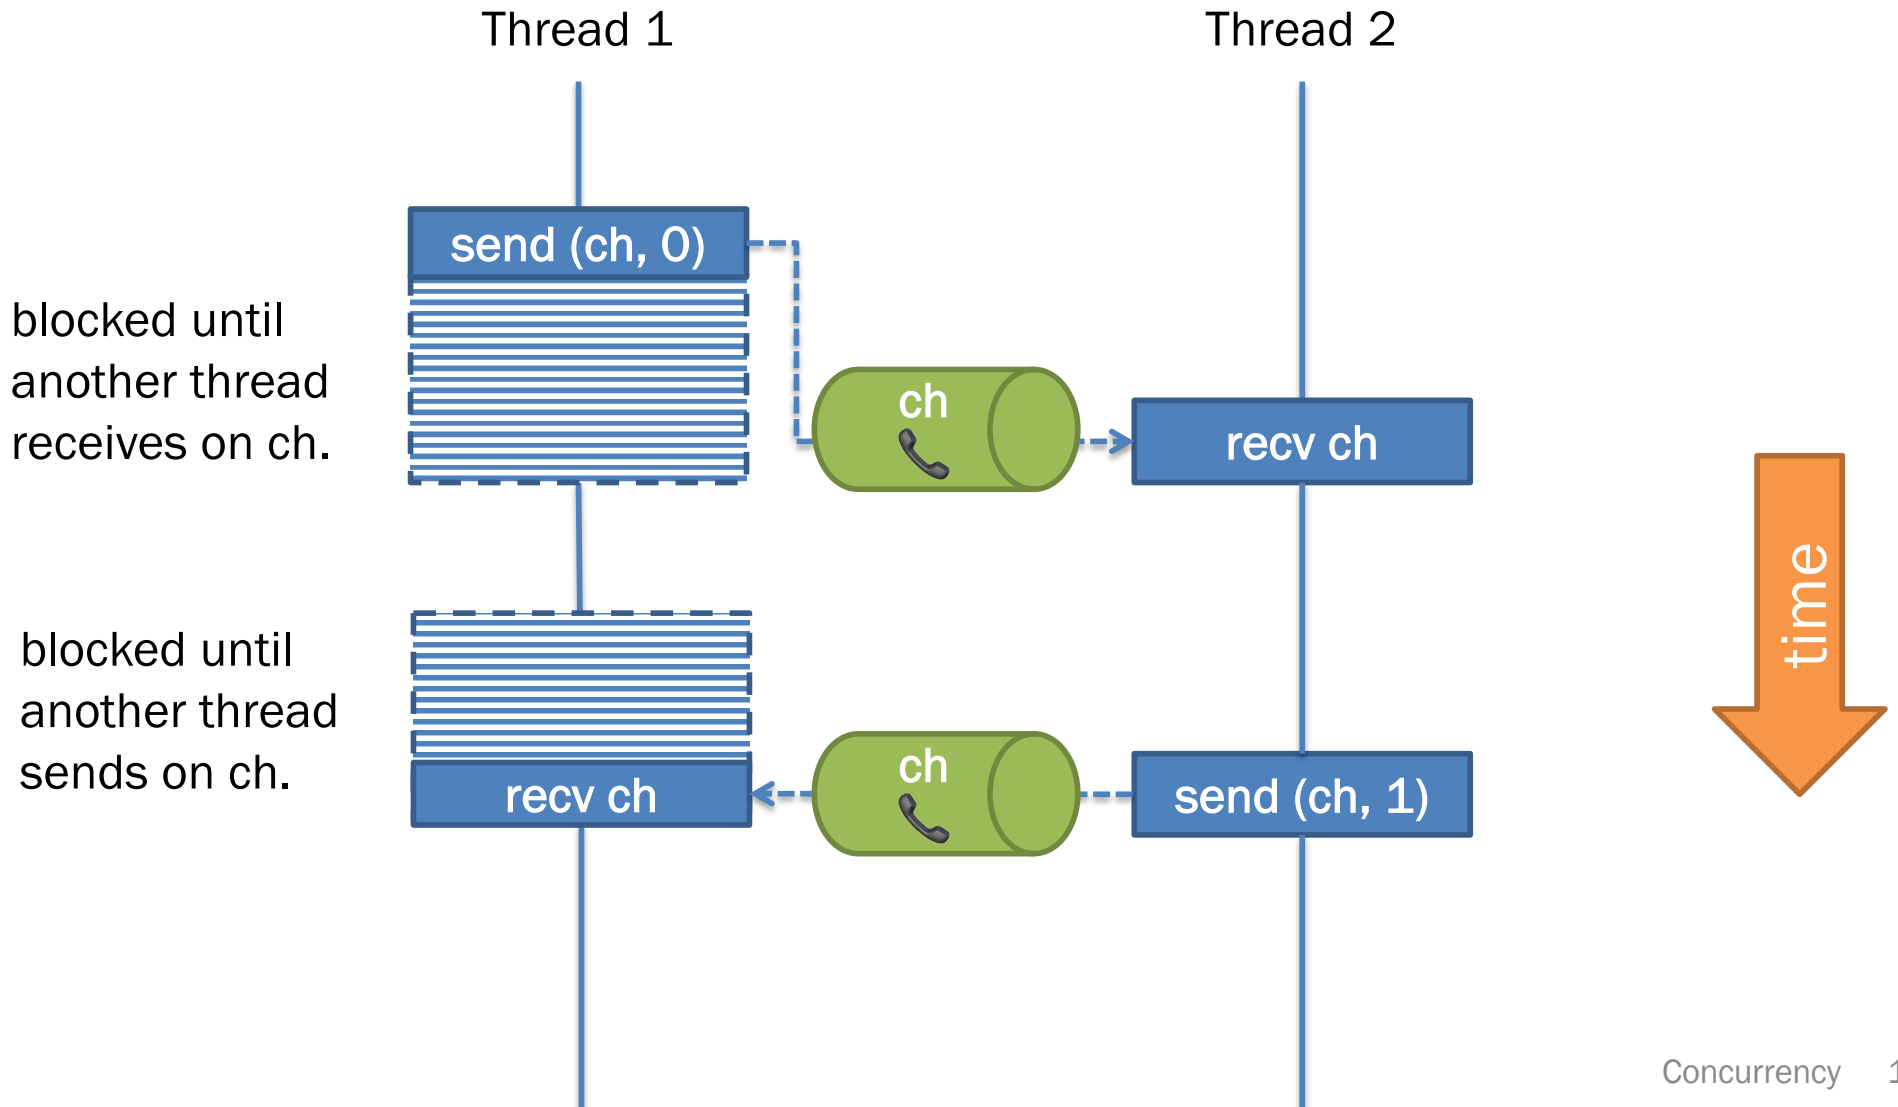 Thread 1
Thread 2
send (ch, 0)
blocked until
another thread
receives on ch.
ch
recv ch
time
blocked until
another thread
sends on ch.
ch
recv ch
send (ch, 1)
Concurrency